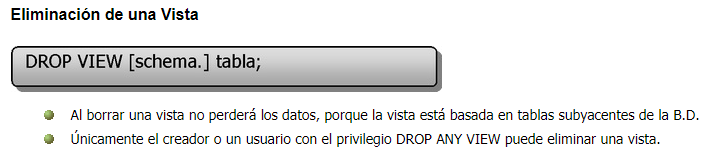 Eliminación de una Vista
DROP VIEW [schema.] tabla;
Al borrar una vista no perderá los datos, porque la vista está basada en tablas subyacentes de la B.D.
Únicamente el creador o un usuario con el privilegio DROP ANY VIEW puede eliminar una vista.